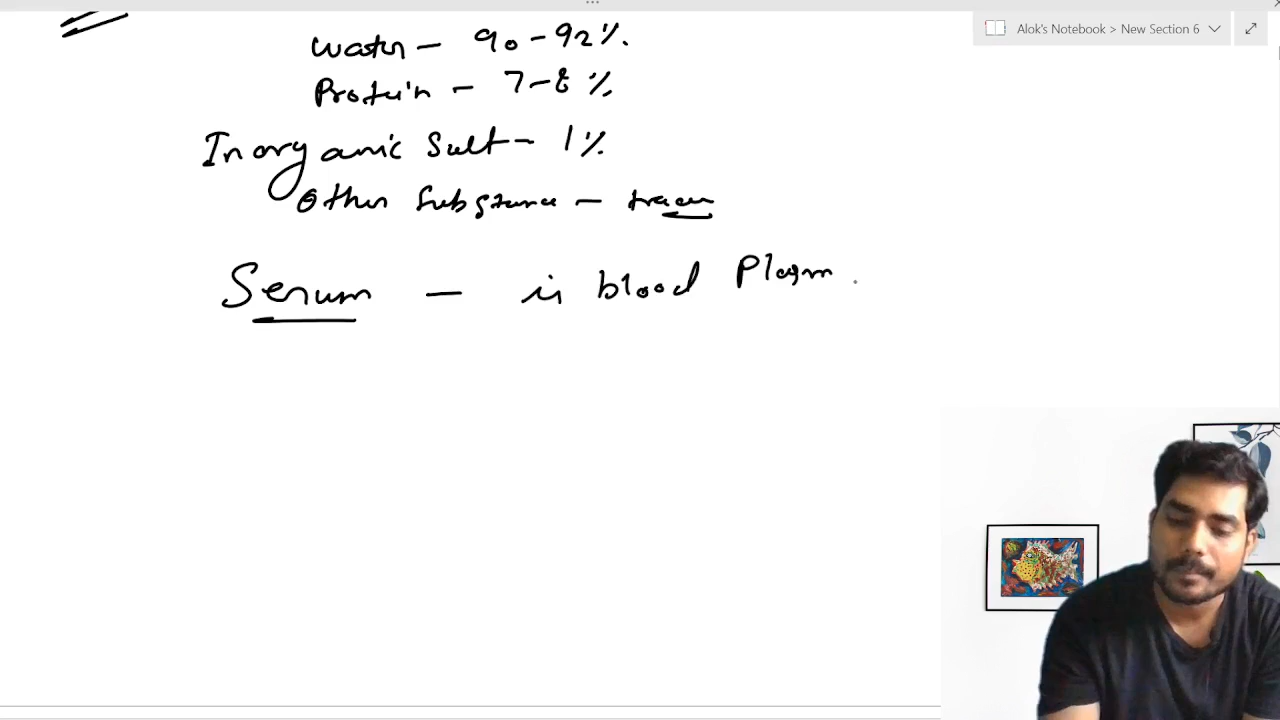 Alok's Notebook > New Section 6
Water - 90-92%.
Protein - 7-8%
Inorganic Salt - 1%
Other Substance - traces
Serum - is blood Plasm